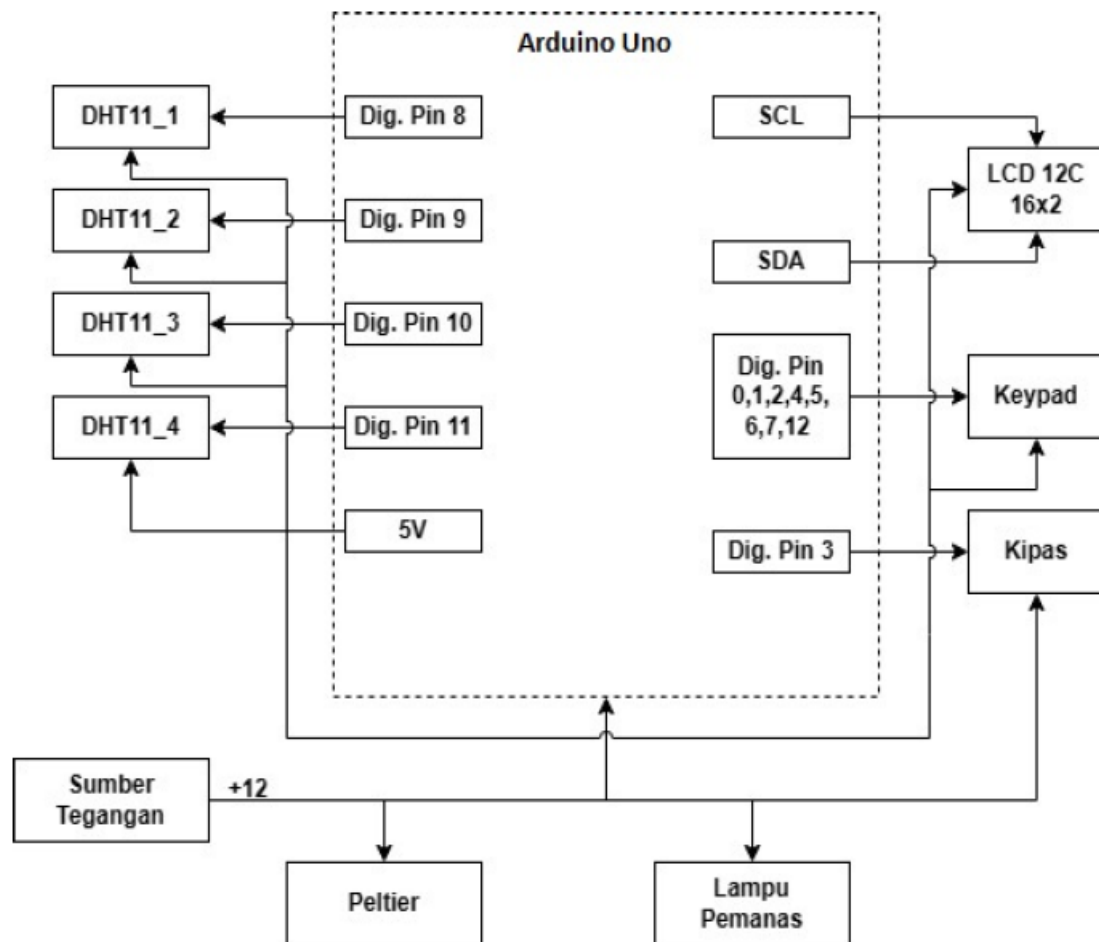 Arduino Uno
DHT11_1
Dig. Pin 8
SCL
LCD 12C
16x2
DHT11_2
Dig. Pin 9
SDA
DHT11_3
Dig. Pin 10
Dig. Pin
0,1,2,4,5,
6,7,12
Keypad
DHT11_4
Dig. Pin 11
5V
Dig. Pin 3
Kipas
Sumber
Tegangan
+12
Peltier
Lampu
Pemanas